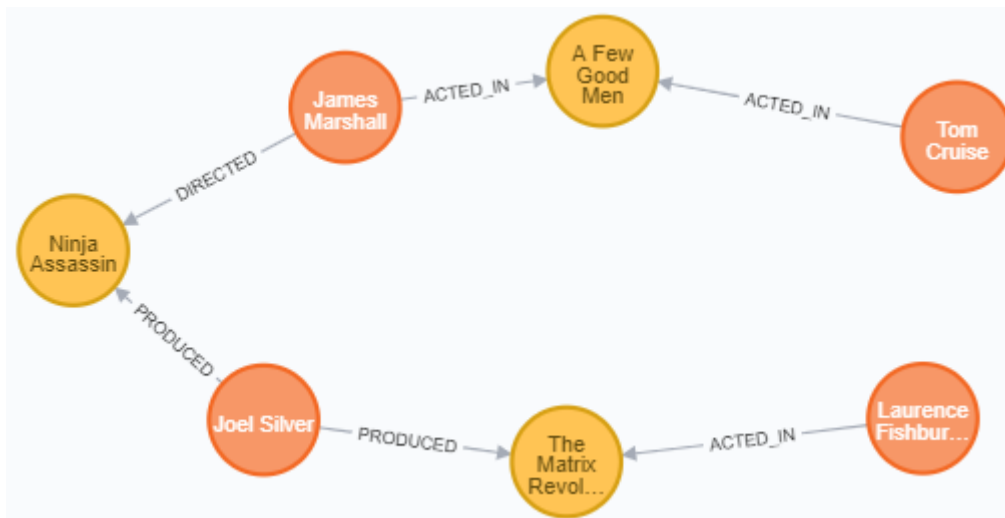 A Few
Good
Men
James
Marshall
ACTED_IN
ACTED_IN
Tom
Cruise
DIRECTED
Ninja
Assassin
PRODUCED
Joel Silver
PRODUCED
The
Matrix
Revol...
ACTED_IN
Laurence
Fishbur...